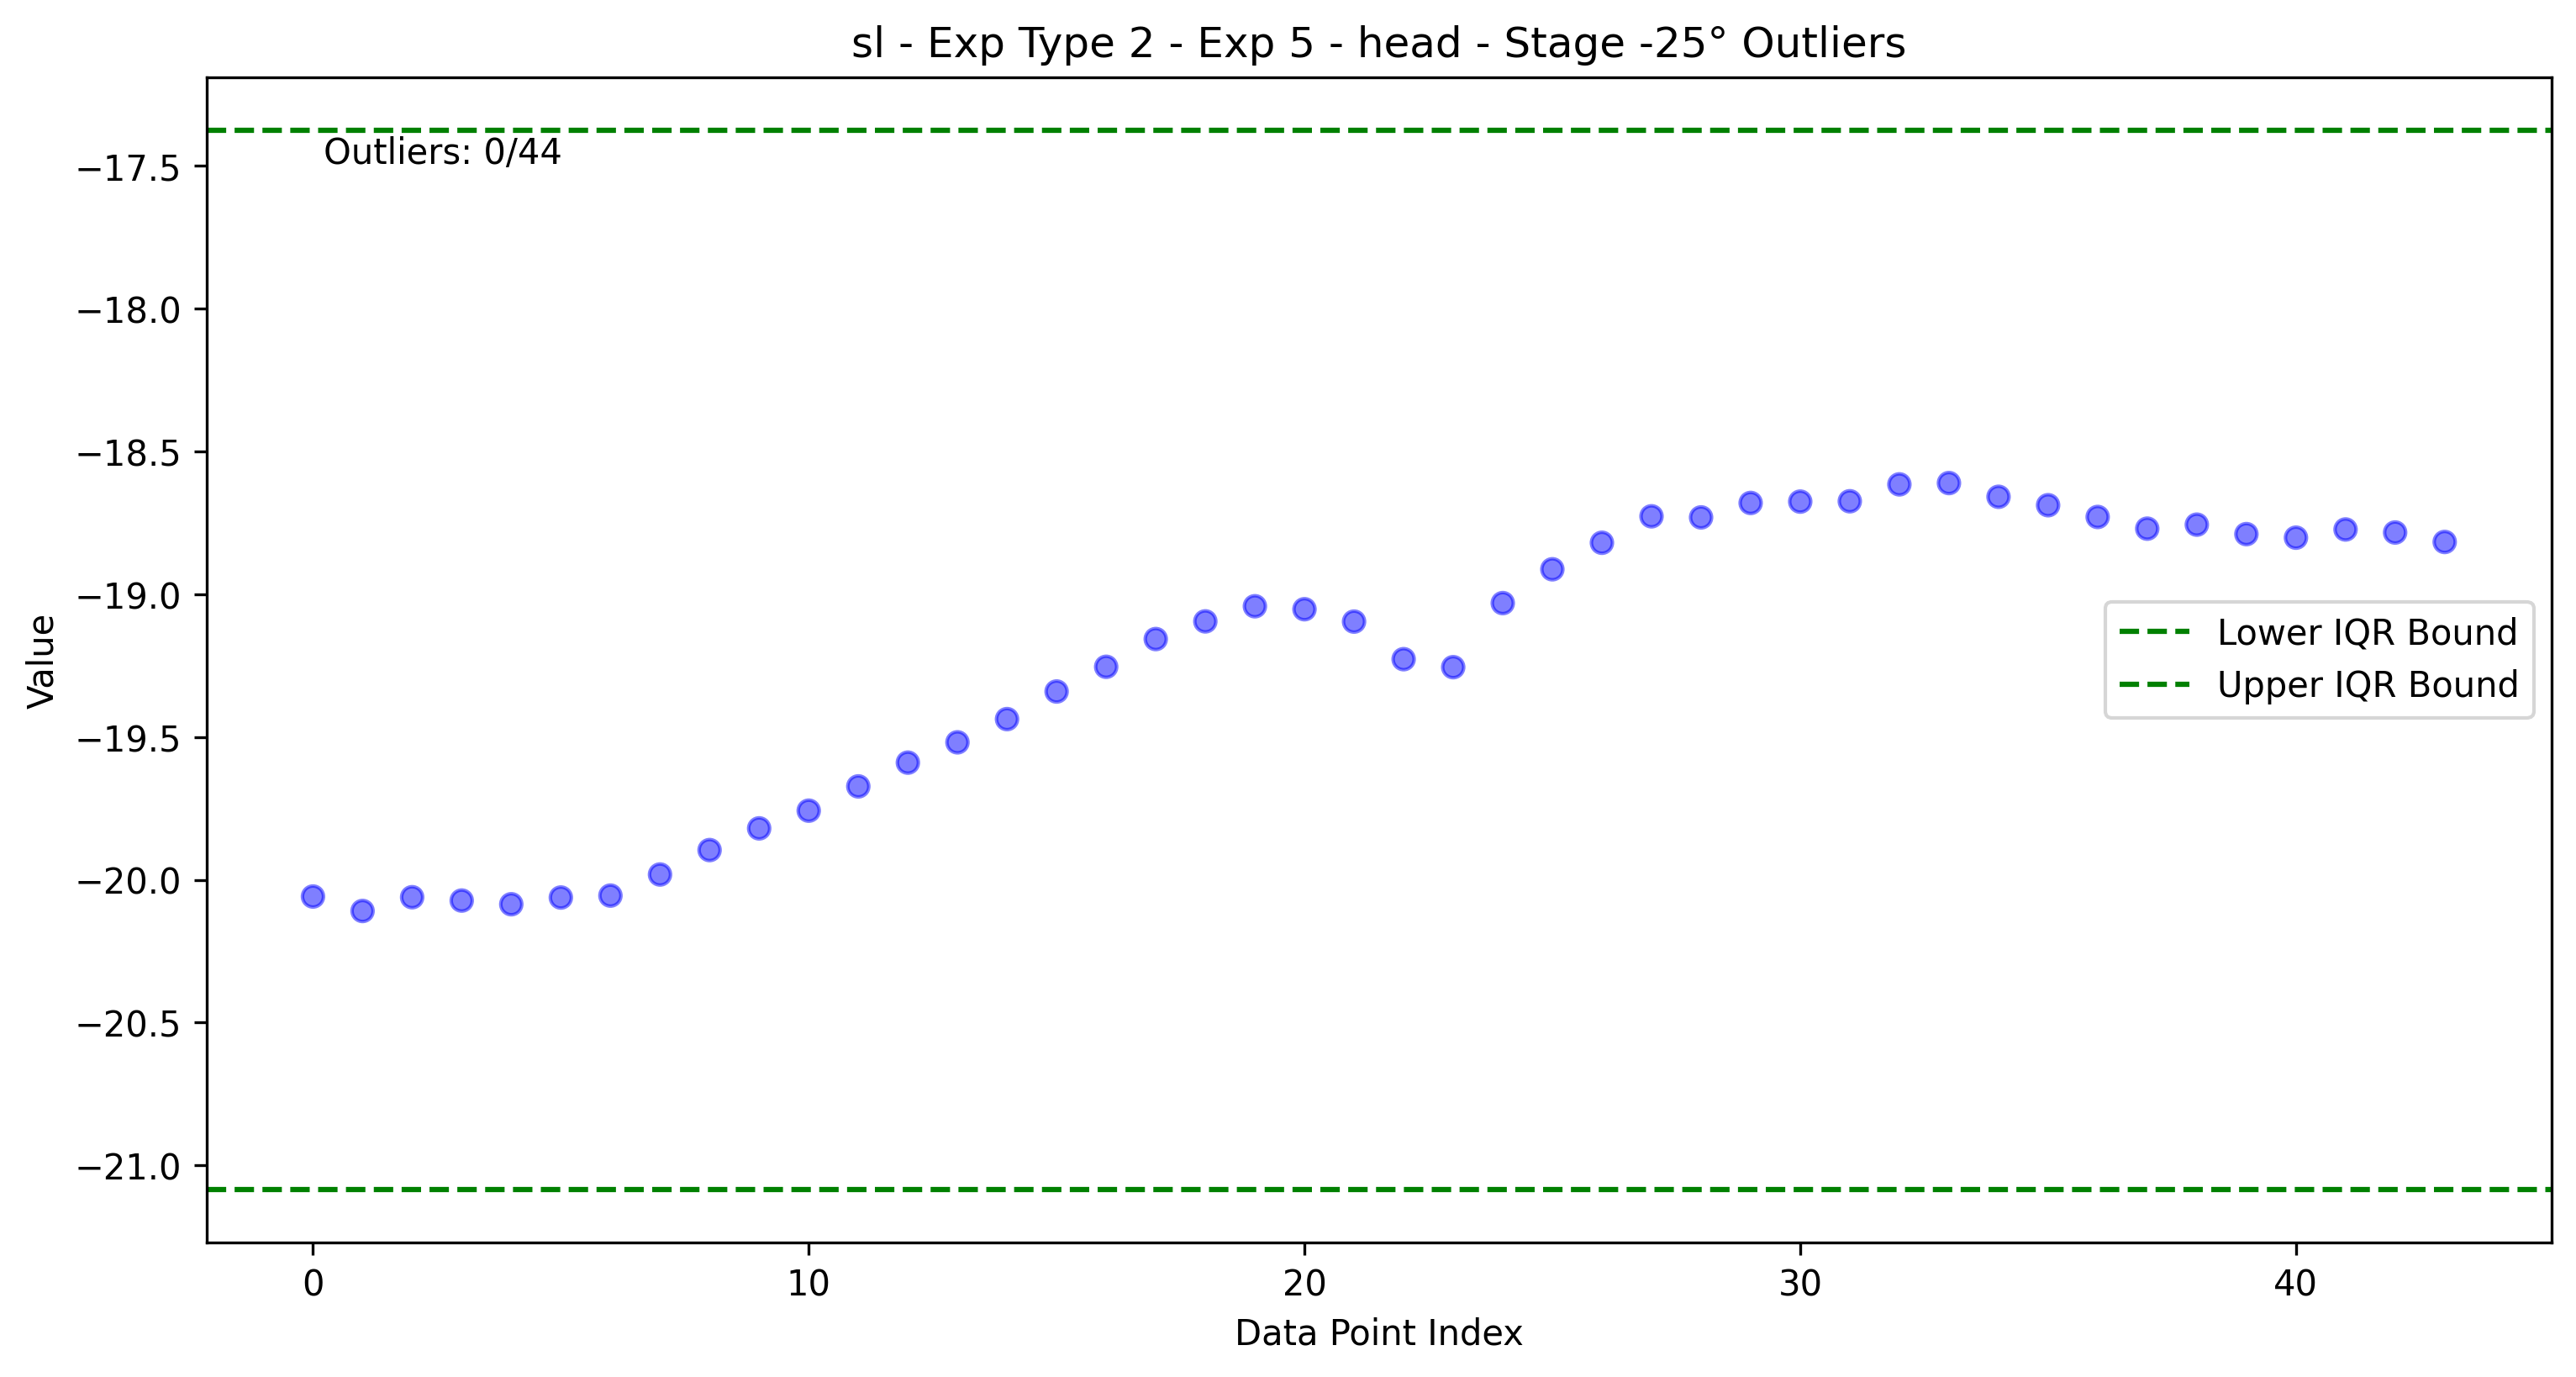 sl - Exp Type 2 - Exp 5 - head - Stage -25° Outliers
Outliers: 0/44
−17.5
−18.0
−18.5
−19.0
−19.5
−20.0
−20.5
−21.0
Value
Lower IQR Bound
Upper IQR Bound
0 10 20 30 40
Data Point Index